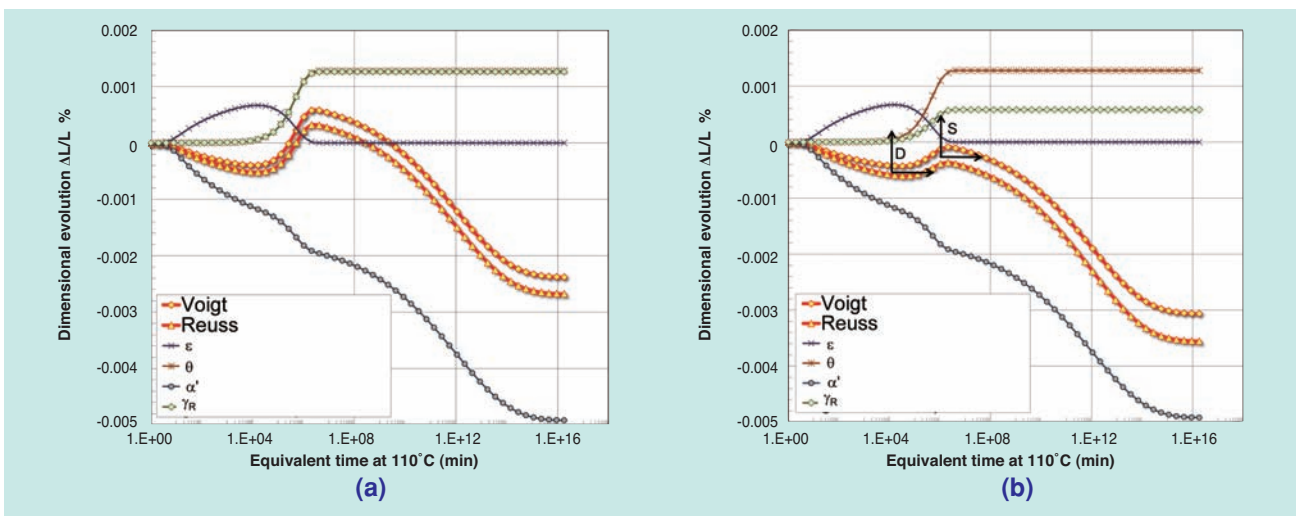 0.002
0.001
0
-0.001
-0.002
-0.003
-0.004
-0.005
Dimensional evolution ΔL/L %
Voigt
Reuss
ε
θ
α'
γR
1.E+00
1.E+04
1.E+08
1.E+12
1.E+16
Equivalent time at 110˚C (min)
(a)
0.002
0.001
0
-0.001
-0.002
-0.003
-0.004
-0.005
Dimensional evolution ΔL/L %
S
D
Voigt
Reuss
ε
θ
α'
γR
1.E+00
1.E+04
1.E+08
1.E+12
1.E+16
Equivalent time at 110˚C (min)
(b)